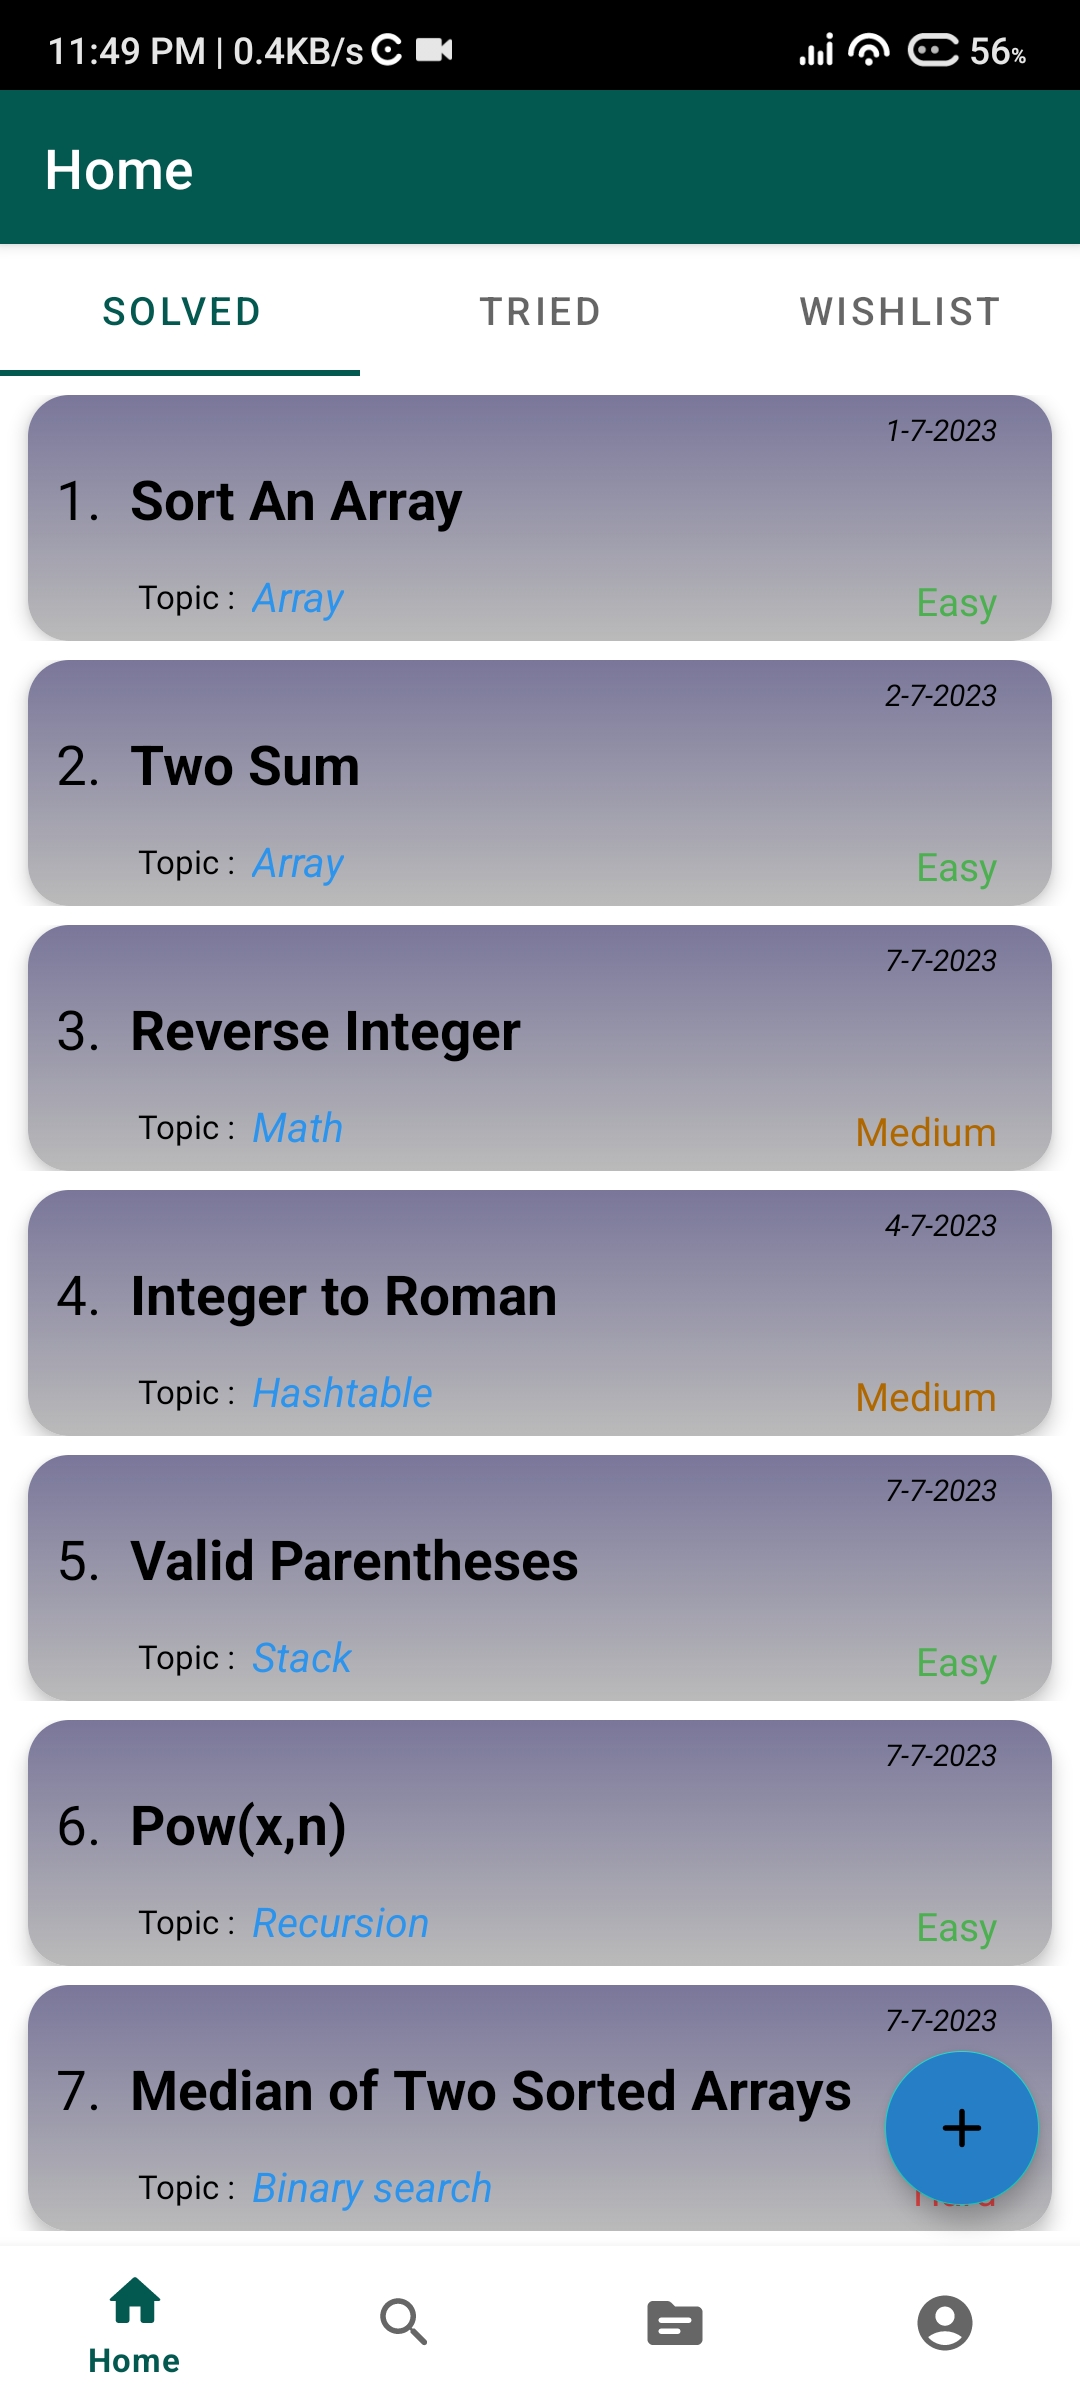 11:49 PM | 0.4KB/s 56%
Home
SOLVED TRIED WISHLIST
1-7-2023
1. Sort An Array
Topic : Array Easy
2-7-2023
2. Two Sum
Topic : Array Easy
7-7-2023
3. Reverse Integer
Topic : Math Medium
4-7-2023
4. Integer to Roman
Topic : Hashtable Medium
7-7-2023
5. Valid Parentheses
Topic : Stack Easy
7-7-2023
6. Pow(x,n)
Topic : Recursion Easy
7-7-2023
7. Median of Two Sorted Arrays
Topic : Binary search
Home